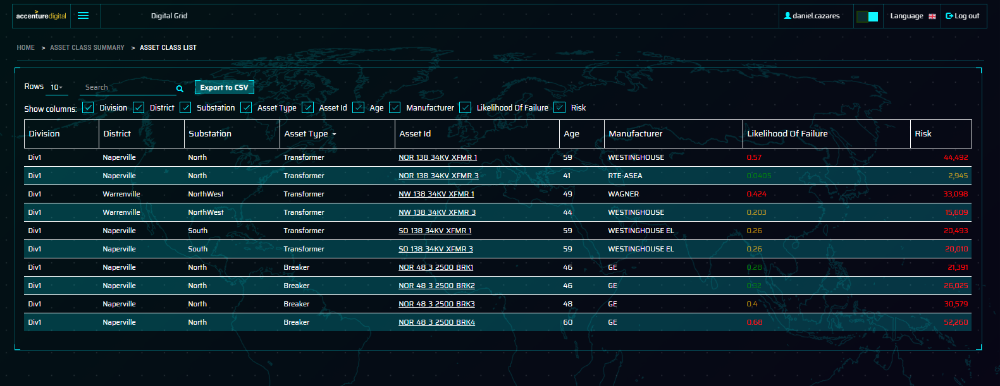 accenturedigital Digital Grid daniel.cazares Language Log out
HOME > ASSET CLASS SUMMARY > ASSET CLASS LIST
Rows 10 Search Export to CSV
Show columns: Division District Substation Asset Type Asset Id Age Manufacturer Likelihood Of Failure Risk
Division District Substation Asset Type Asset Id Age Manufacturer Likelihood Of Failure Risk
Div1 Naperville North Transformer NOR 138 34KV XFMR 1 59 WESTINGHOUSE 0.57 44,492
Div1 Naperville North Transformer NOR 138 34KV XFMR 3 41 RTE-ASEA 0.0405 2,945
Div1 Warrenville NorthWest Transformer NW 138 34KV XFMR 1 49 WAGNER 0.424 33,098
Div1 Warrenville NorthWest Transformer NW 138 34KV XFMR 3 44 WESTINGHOUSE 0.203 15,609
Div1 Naperville South Transformer SO 138 34KV XFMR 1 59 WESTINGHOUSE EL 0.26 20,493
Div1 Naperville South Transformer SO 138 34KV XFMR 3 59 WESTINGHOUSE EL 0.26 20,010
Div1 Naperville North Breaker NOR 48 3 2500 BRK1 46 GE 0.28 21,391
Div1 Naperville North Breaker NOR 48 3 2500 BRK2 46 GE 0.32 26,025
Div1 Naperville North Breaker NOR 48 3 2500 BRK3 48 GE 0.4 30,579
Div1 Naperville North Breaker NOR 48 3 2500 BRK4 60 GE 0.68 52,260